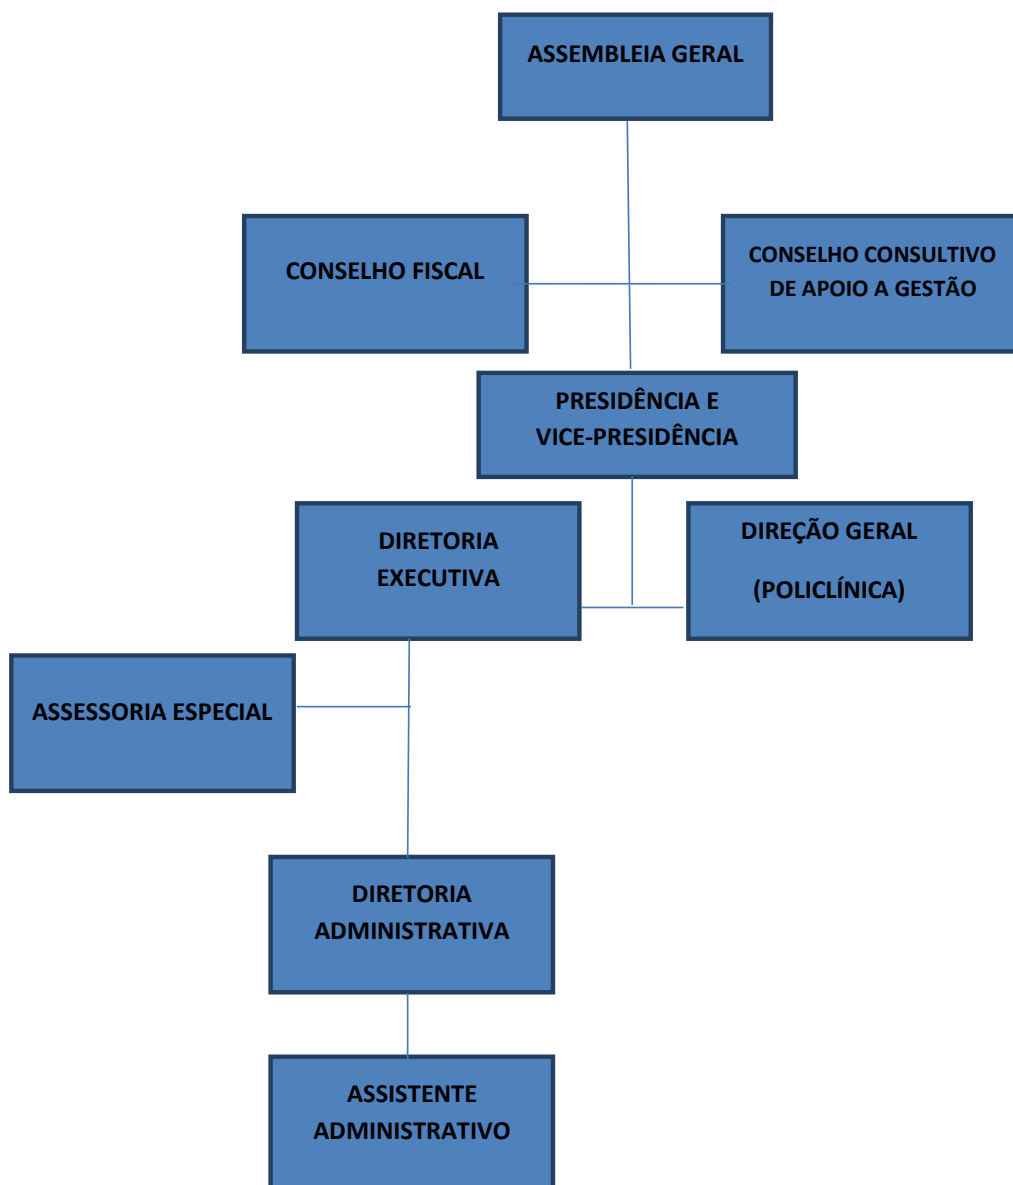 ASSEMBLEIA GERAL
CONSELHO FISCAL
CONSELHO CONSULTIVO
DE APOIO A GESTÃO
PRESIDÊNCIA E
VICE-PRESIDÊNCIA
DIRETORIA
EXECUTIVA
DIREÇÃO GERAL
(POLICLÍNICA)
ASSESSORIA ESPECIAL
DIRETORIA
ADMINISTRATIVA
ASSISTENTE
ADMINISTRATIVO